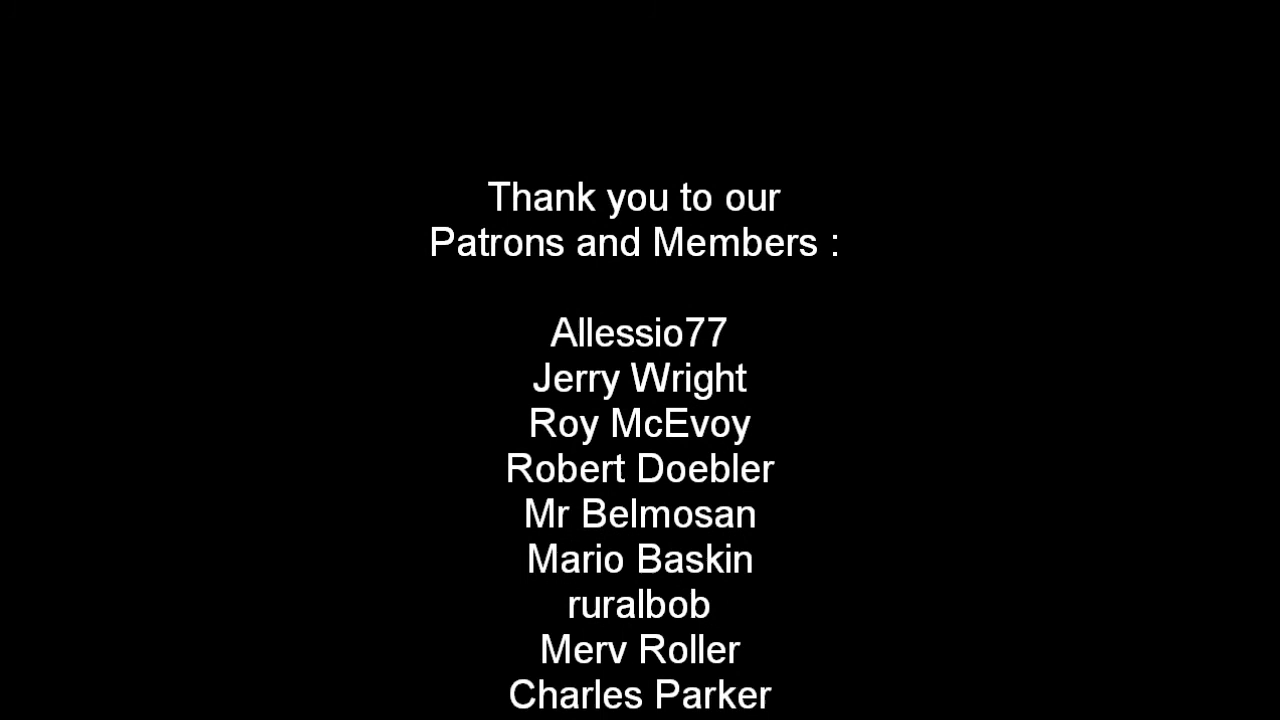 Thank you to our
Patrons and Members :
Allessio77
Jerry Wright
Roy McEvoy
Robert Doebler
Mr Belmosan
Mario Baskin
ruralbob
Merv Roller
Charles Parker